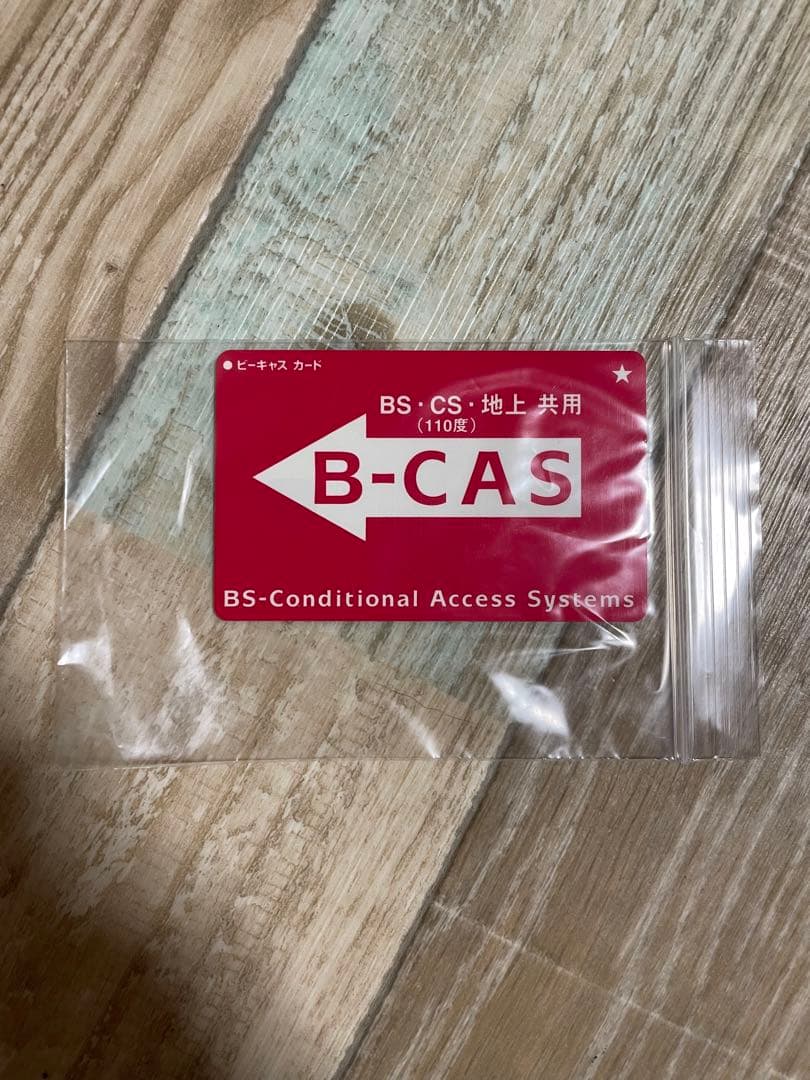 ●ビーキャス カード
★
BS・CS・地上 共用
（110度）
B-CAS
BS-Conditional Access Systems